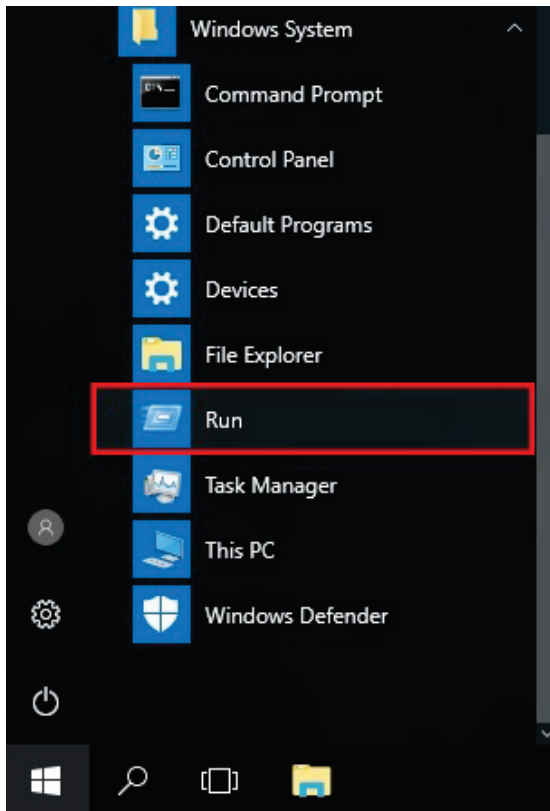 Windows System
Command Prompt
Control Panel
Default Programs
Devices
File Explorer
Run
Task Manager
This PC
Windows Defender